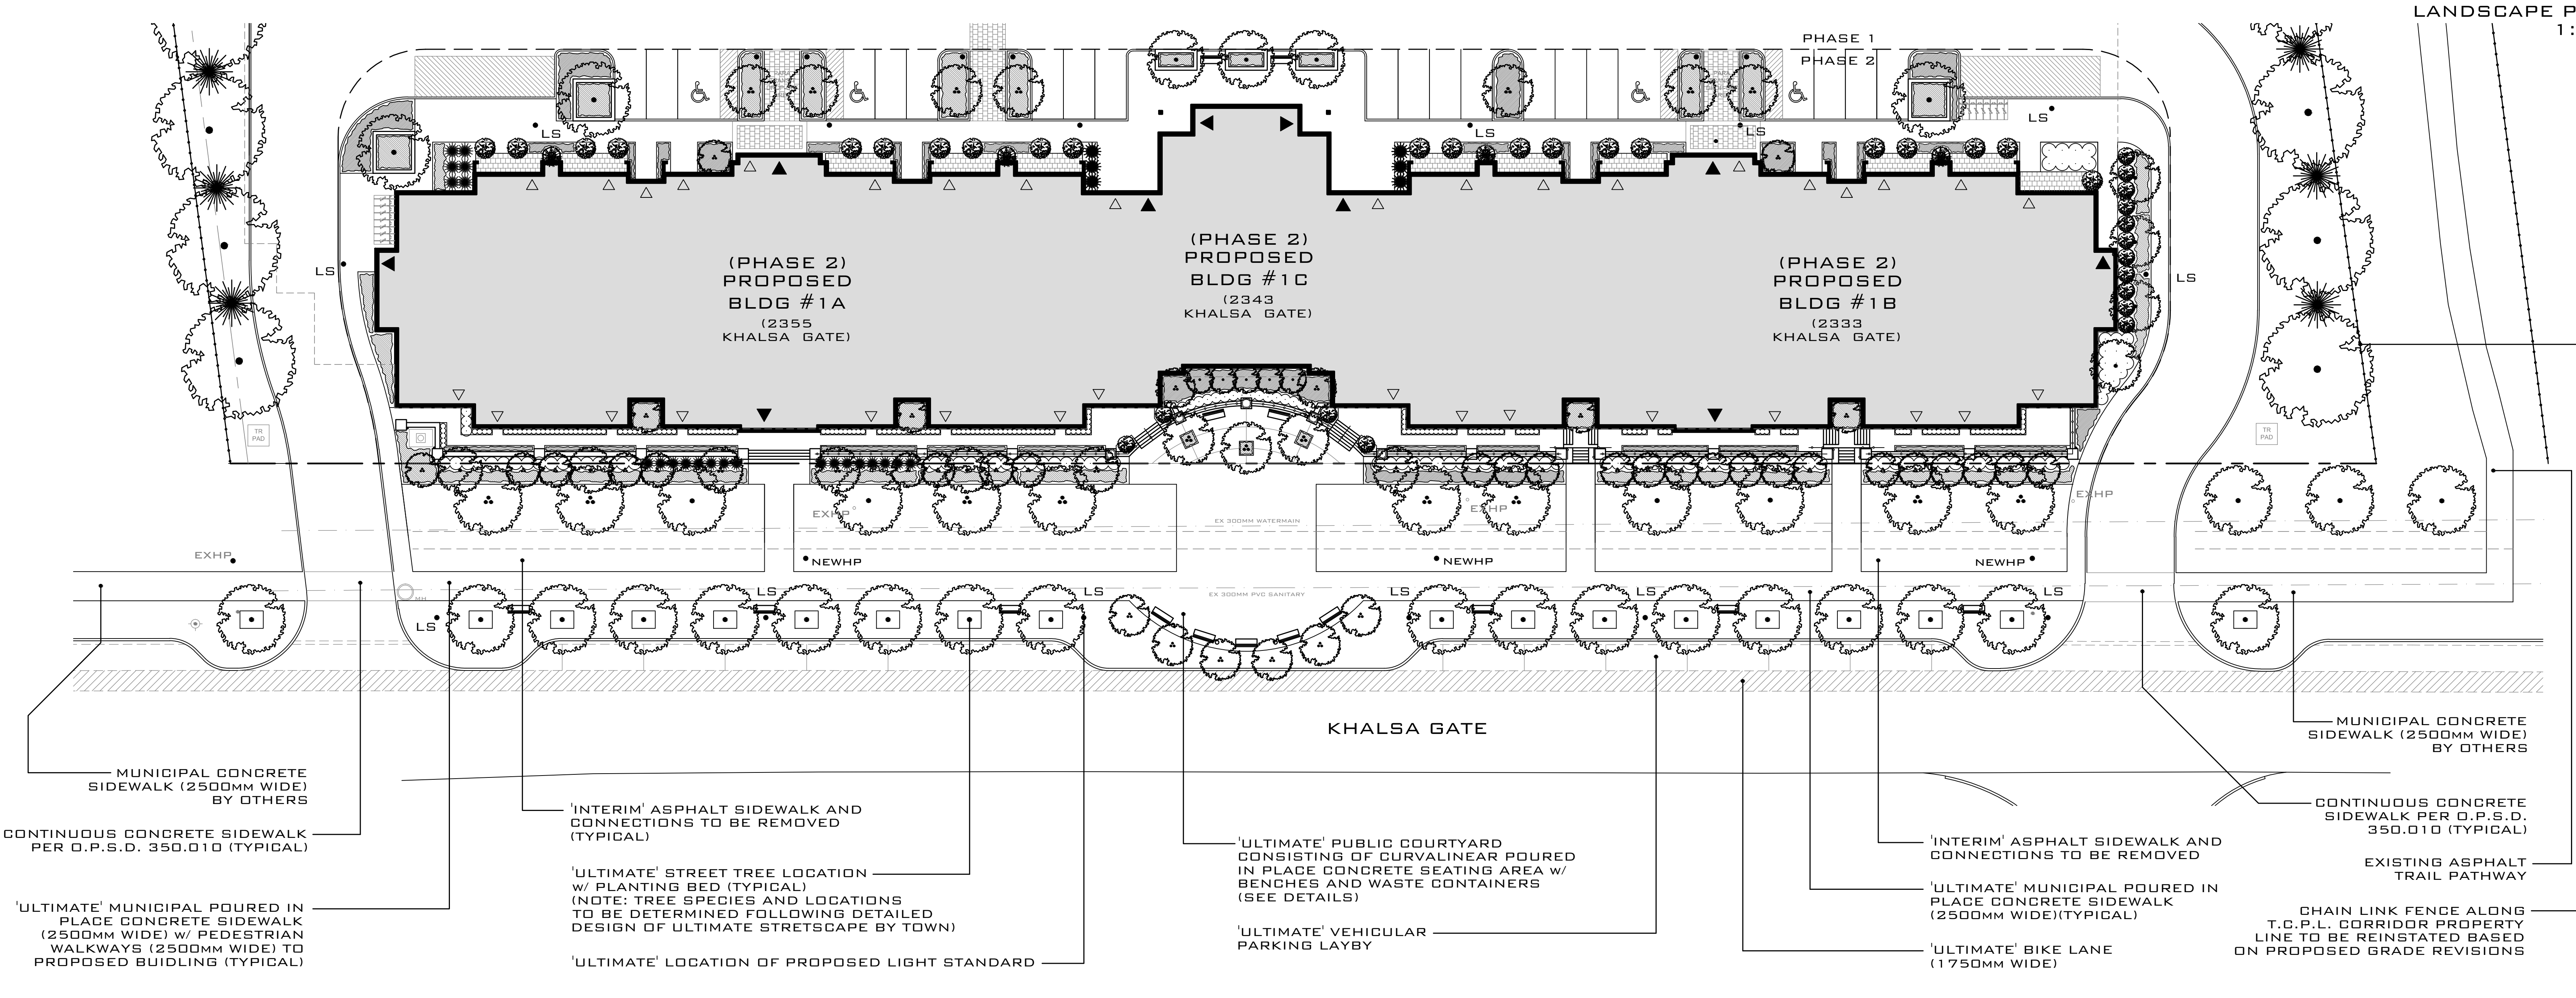 LANDSCAPE P
1:
PHASE 1
PHASE 2
LS
LS
LS
LS
LS
LS
(PHASE 2)
PROPOSED
BLDG #1A
(2355
KHALSA GATE)
(PHASE 2)
PROPOSED
BLDG #1C
(2343
KHALSA GATE)
(PHASE 2)
PROPOSED
BLDG #1B
(2333
KHALSA GATE)
TR
PAD
TR
PAD
EXHP
EXHP
EXHP
EXHP
EX 300MM WATERMAIN
NEWHP
NEWHP
NEWHP
EX 300MM PVC SANITARY
MH
LS
LS
LS
LS
LS
LS
KHALSA GATE
MUNICIPAL CONCRETE
SIDEWALK (2500MM WIDE)
BY OTHERS
CONTINUOUS CONCRETE SIDEWALK
PER O.P.S.D. 350.010 (TYPICAL)
'ULTIMATE' MUNICIPAL POURED IN
PLACE CONCRETE SIDEWALK
(2500MM WIDE) W/ PEDESTRIAN
WALKWAYS (2500MM WIDE) TO
PROPOSED BUIDLING (TYPICAL)
'INTERIM' ASPHALT SIDEWALK AND
CONNECTIONS TO BE REMOVED
(TYPICAL)
'ULTIMATE' STREET TREE LOCATION
W/ PLANTING BED (TYPICAL)
(NOTE: TREE SPECIES AND LOCATIONS
TO BE DETERMINED FOLLOWING DETAILED
DESIGN OF ULTIMATE STRETSCAPE BY TOWN)
'ULTIMATE' LOCATION OF PROPOSED LIGHT STANDARD
'ULTIMATE' PUBLIC COURTYARD
CONSISTING OF CURVALINEAR POURED
IN PLACE CONCRETE SEATING AREA W/
BENCHES AND WASTE CONTAINERS
(SEE DETAILS)
'ULTIMATE' VEHICULAR
PARKING LAYBY
'INTERIM' ASPHALT SIDEWALK AND
CONNECTIONS TO BE REMOVED
'ULTIMATE' MUNICIPAL POURED IN
PLACE CONCRETE SIDEWALK
(2500MM WIDE)(TYPICAL)
'ULTIMATE' BIKE LANE
(1750MM WIDE)
MUNICIPAL CONCRETE
SIDEWALK (2500MM WIDE)
BY OTHERS
CONTINUOUS CONCRETE
SIDEWALK PER O.P.S.D.
350.010 (TYPICAL)
EXISTING ASPHALT
TRAIL PATHWAY
CHAIN LINK FENCE ALONG
T.C.P.L. CORRIDOR PROPERTY
LINE TO BE REINSTATED BASED
ON PROPOSED GRADE REVISIONS